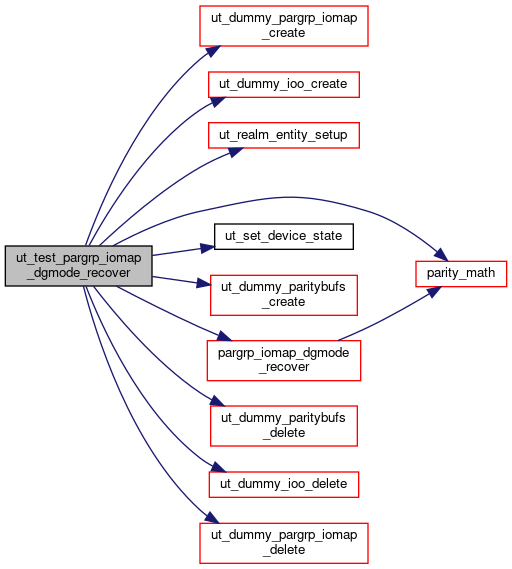 ut_dummy_pargrp_iomap
_create
ut_dummy_ioo_create
ut_realm_entity_setup
ut_test_pargrp_iomap
_dgmode_recover
ut_set_device_state
parity_math
ut_dummy_paritybufs
_create
pargrp_iomap_dgmode
_recover
ut_dummy_paritybufs
_delete
ut_dummy_ioo_delete
ut_dummy_pargrp_iomap
_delete